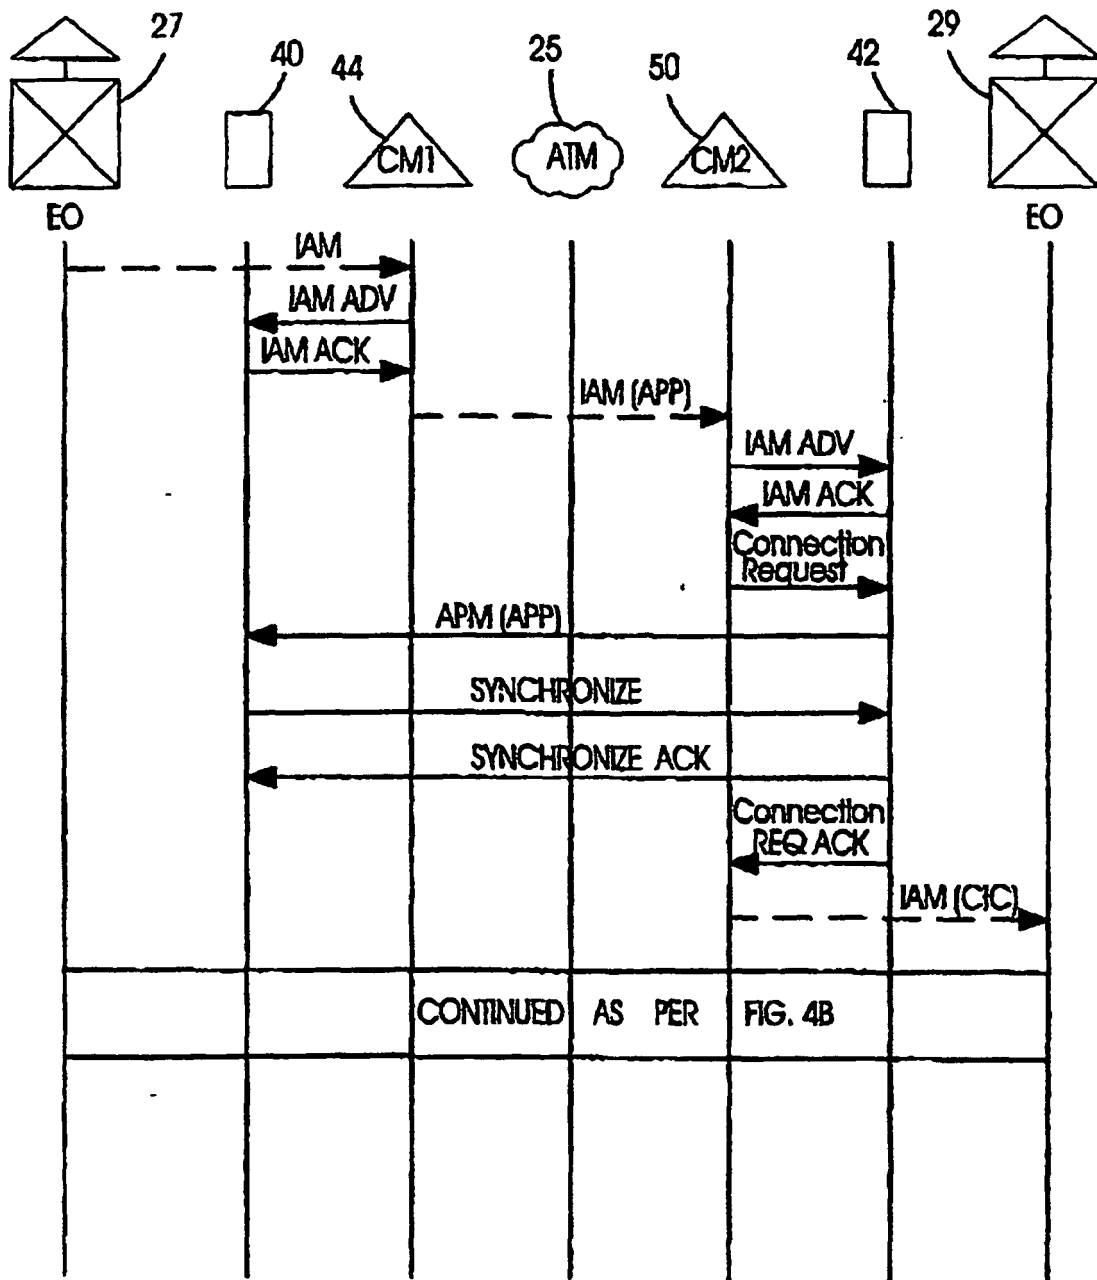 27
40
44
25
50
42
29
CM1
ATM
CM2
EO
EO
IAM
IAM ADV
IAM ACK
IAM (APP)
IAM ADV
IAM ACK
Connection
Request
APM (APP)
SYNCHRONIZE
SYNCHRONIZE ACK
Connection
REQ ACK
IAM (CIC)
CONTINUED AS PER FIG. 4B